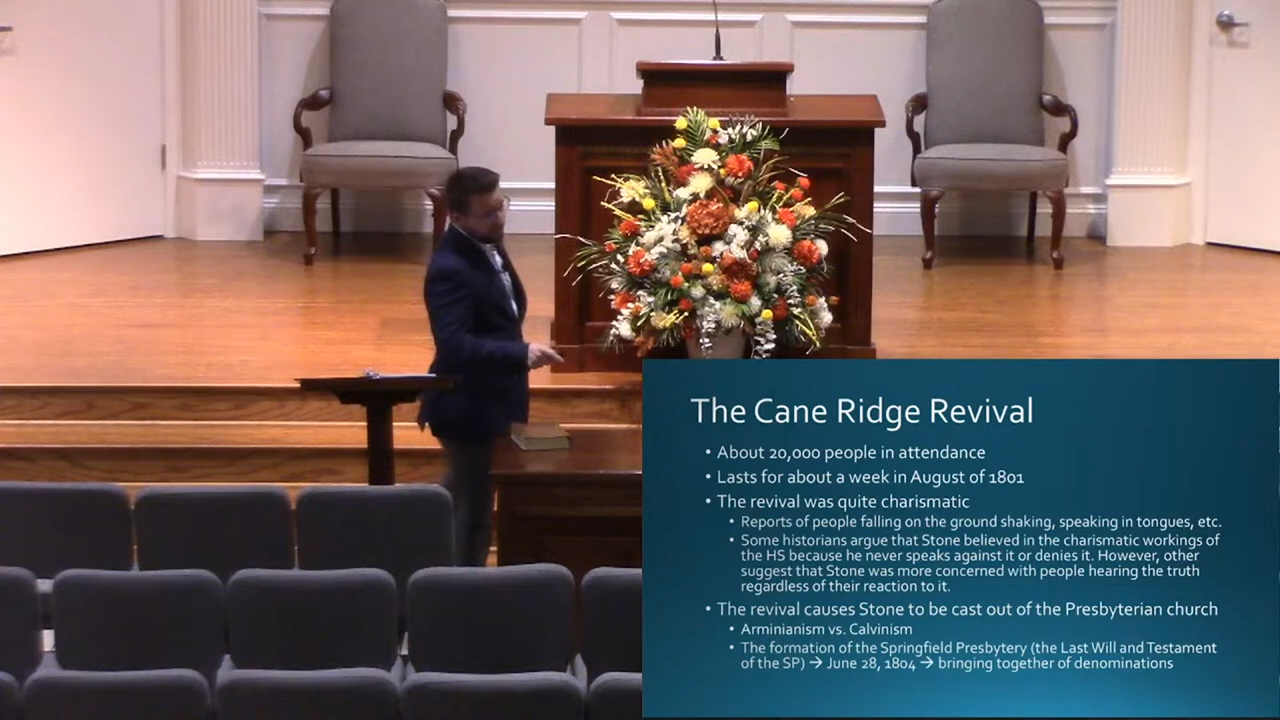 The Cane Ridge Revival
• About 20,000 people in attendance
• Lasts for about a week in August of 1801
• The revival was quite charismatic
• Reports of people falling on the ground shaking, speaking in tongues, etc.
• Some historians argue that Stone believed in the charismatic workings of
the HS because he never speaks against it or denies it. However, other
suggest that Stone was more concerned with people hearing the truth
regardless of their reaction to it.
• The revival causes Stone to be cast out of the Presbyterian church
• Arminianism vs. Calvinism
• The formation of the Springfield Presbytery (the Last Will and Testament
of the SP) → June 28, 1804 → bringing together of denominations